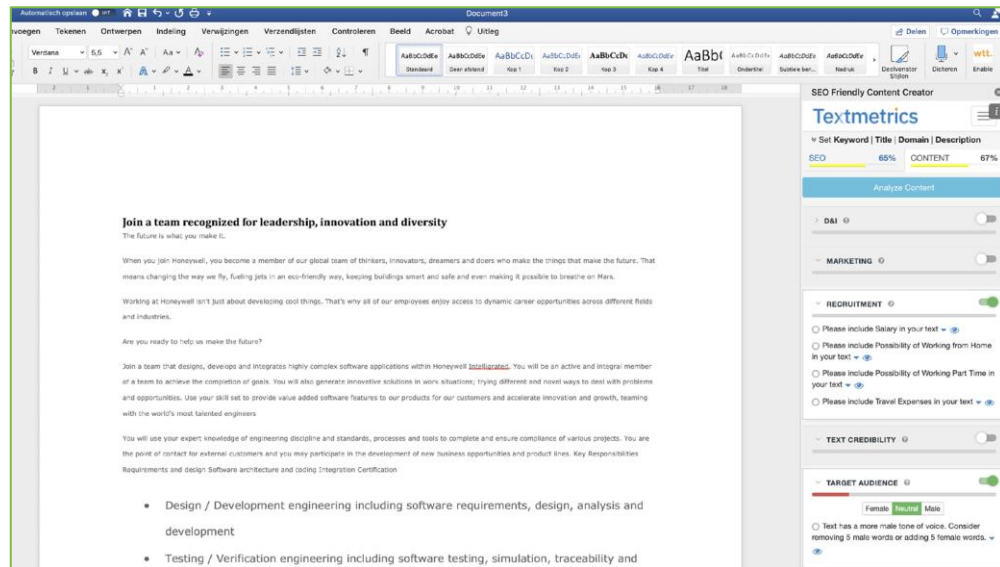 Automatisch opslaan
Document3
nvoegen Tekenen Ontwerpen Indeling Verwijzingen Verzendlijsten Controleren Beeld Acrobat Uitleg
Delen Opmerkingen
Verdana 5,5
AaBbCcDdEe AaBbCcDdEe AaBbCcDc AaBbCcDdEe AaBbCcDc AaBbCcDdEe AaBb( AaBbCcDdEe AaBbCcDdEe AaBbCcDdEe
Standaard Geen afstand Kop 1 Kop 2 Kop 3 Kop 4 Titel Ondertitel Subtiele ben... Nadruk
Deelvenster Stijlen
Dicteren
wtt.
Enable
Join a team recognized for leadership, innovation and diversity
The future is what you make it.
When you join Honeywell, you become a member of our global team of thinkers, innovators, dreamers and doers who make the things that make the future. That
means changing the way we fly, fueling jets in an eco-friendly way, keeping buildings smart and safe and even making it possible to breathe on Mars.
Working at Honeywell isn't just about developing cool things. That's why all of our employees enjoy access to dynamic career opportunities across different fields
and industries.
Are you ready to help us make the future?
Join a team that designs, develops and integrates highly complex software applications within Honeywell Intelligrated. You will be an active and integral member
of a team to achieve the completion of goals. You will also generate innovative solutions in work situations; trying different and novel ways to deal with problems
and opportunities. Use your skill set to provide value added software features to our products for our customers and accelerate innovation and growth, teaming
with the world's most talented engineers
You will use your expert knowledge of engineering discipline and standards, processes and tools to complete and ensure compliance of various projects. You are
the point of contact for external customers and you may participate in the development of new business opportunities and product lines. Key Responsibilities
Requirements and design Software architecture and coding Integration Certification
• Design / Development engineering including software requirements, design, analysis and
development
• Testing / Verification engineering including software testing, simulation, traceability and
SEO Friendly Content Creator
Textmetrics
Set Keyword | Title | Domain | Description
SEO 65% CONTENT 67%
Analyze Content
D&I
MARKETING
RECRUITMENT
Please include Salary in your text
Please include Possibility of Working from Home
in your text
Please include Possibility of Working Part Time in
your text
Please include Travel Expenses in your text
TEXT CREDIBILITY
TARGET AUDIENCE
Female Neutral Male
Text has a more male tone of voice. Consider
removing 5 male words or adding 5 female words.